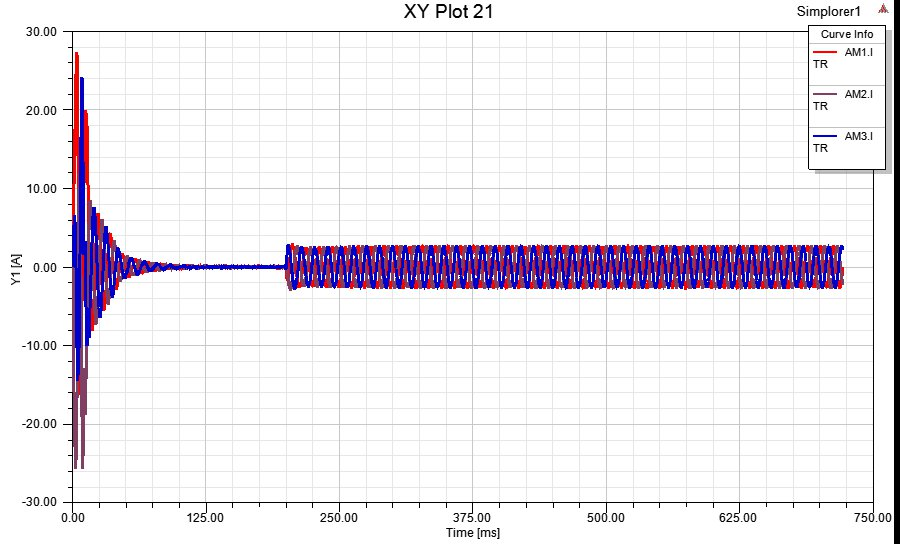 XY Plot 21
Simplorer1
Curve Info
AM1.I
TR
AM2.I
TR
AM3.I
TR
30.00
20.00
10.00
0.00
-10.00
-20.00
-30.00
Y1 [A]
0.00
125.00
250.00
375.00
500.00
625.00
750.00
Time [ms]